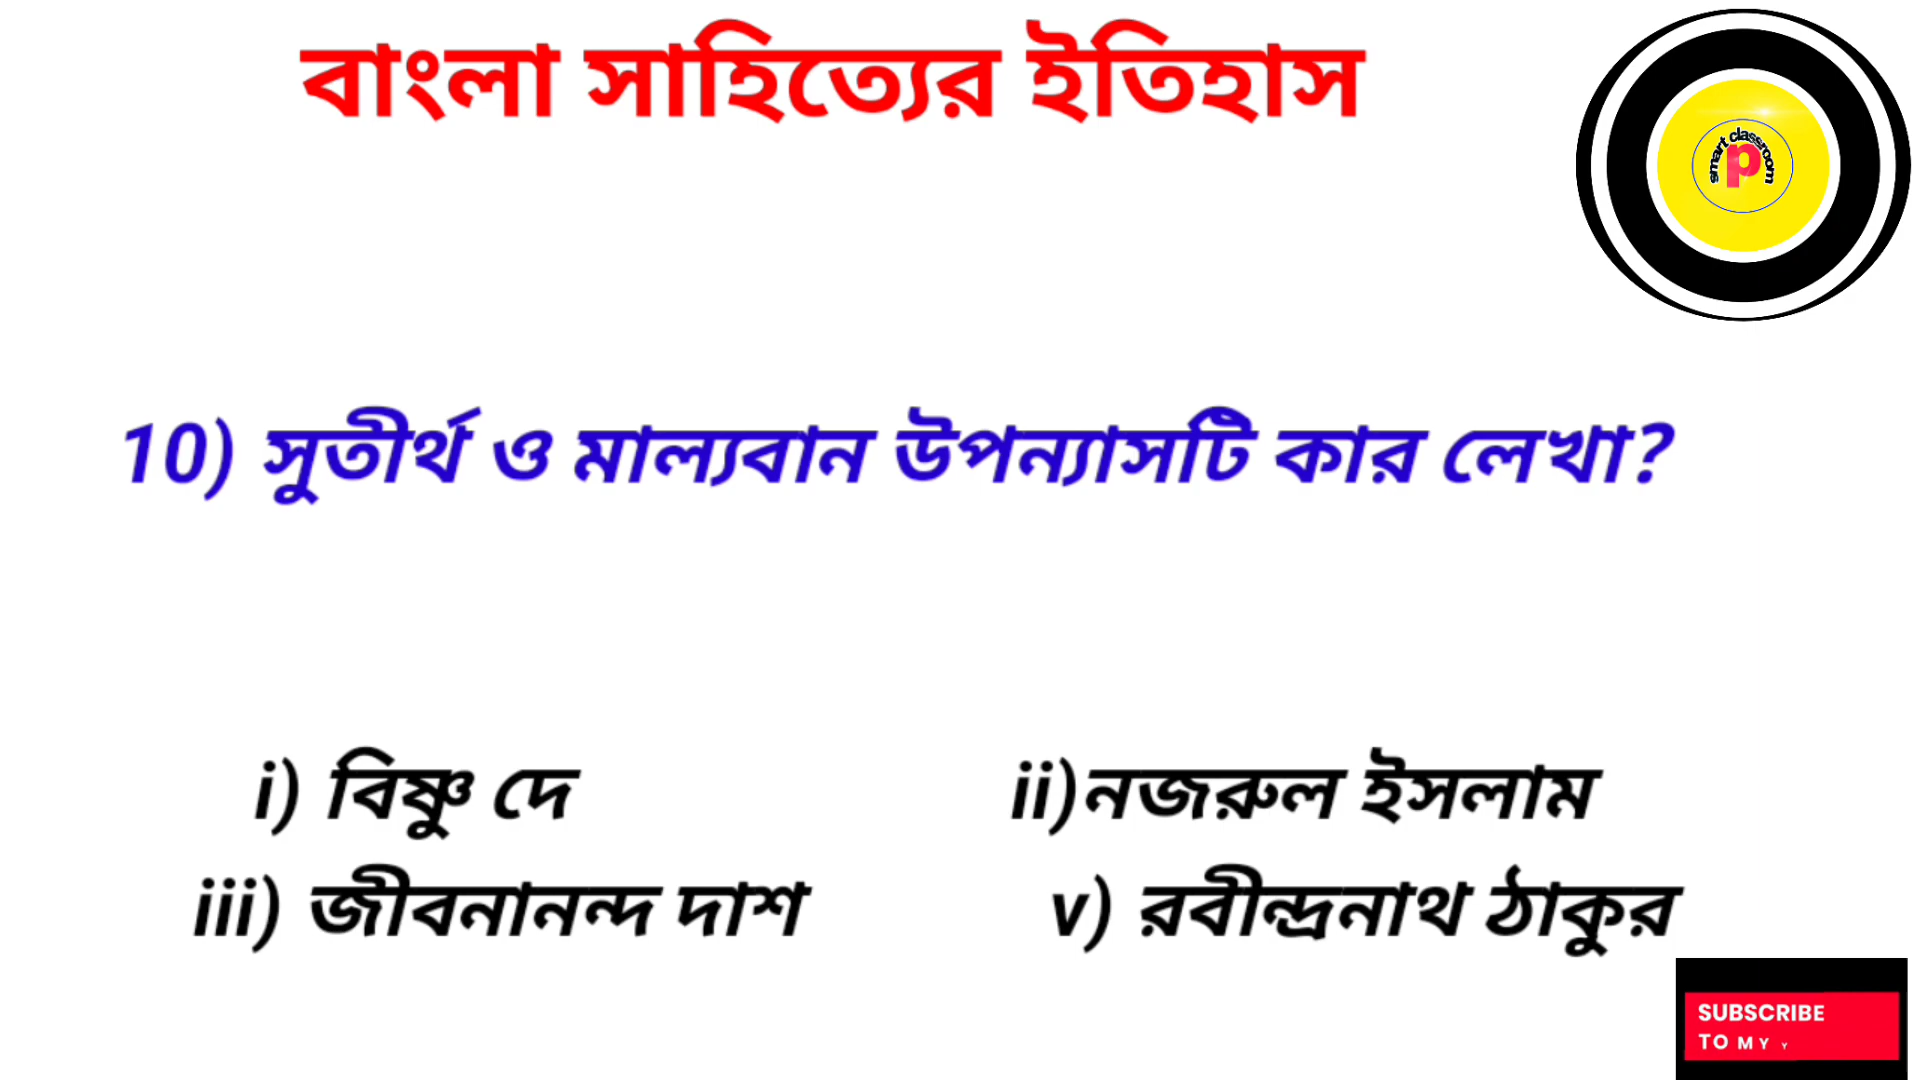 বাংলা সাহিত্যের ইতিহাস
smart classroom
p
10) সুতীর্থ ও মাল্যবান উপন্যাসটি কার লেখা?
i) বিষ্ণু দে
ii)নজরুল ইসলাম
iii) জীবনানন্দ দাশ
v) রবীন্দ্রনাথ ঠাকুর
SUBSCRIBE
TO MY Y